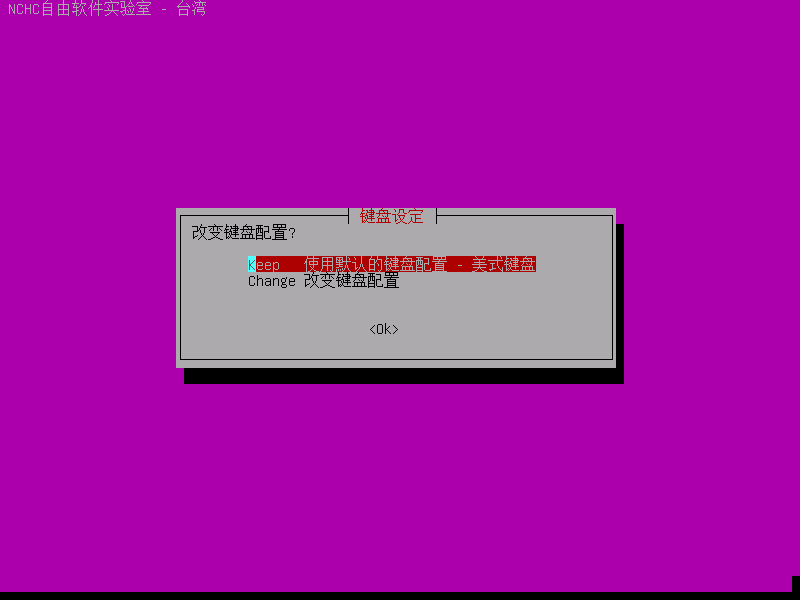 NCHC自由软件实验室 - 台湾
键盘设定
改变键盘配置?
Keep 使用默认的键盘配置 - 美式键盘
Change 改变键盘配置
<Ok>